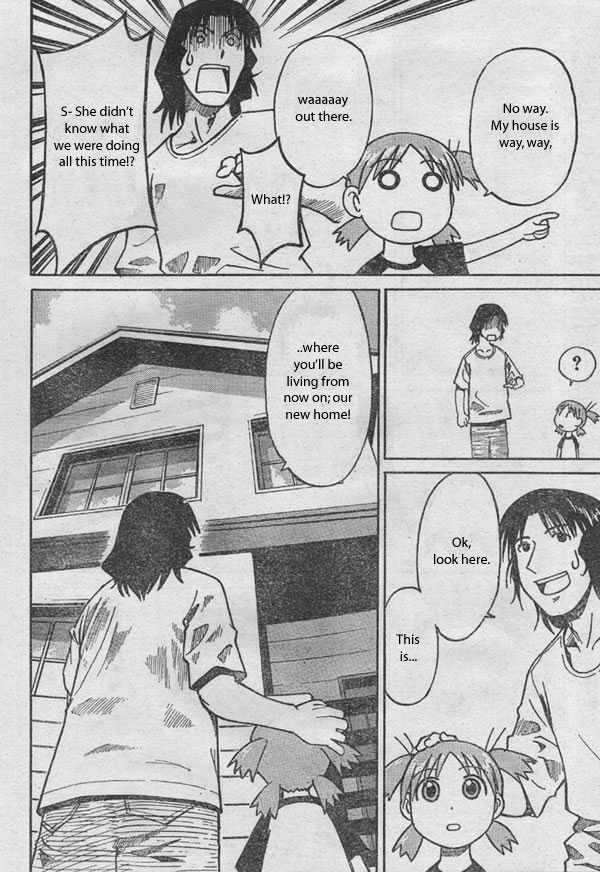 No way.
My house is
way, way,
waaaaay
out there.
What!?
S- She didn't
know what
we were doing
all this time!?
?
Ok,
look here.
This
is...
..where
you'll be
living from
now on; our
new home!